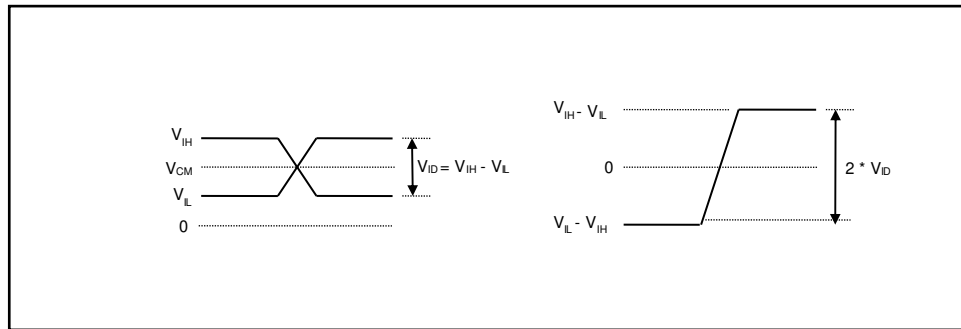 V_IH
V_CM
V_IL
0
V_ID = V_IH - V_IL
V_IH - V_IL
0
V_IL - V_IH
2 * V_ID